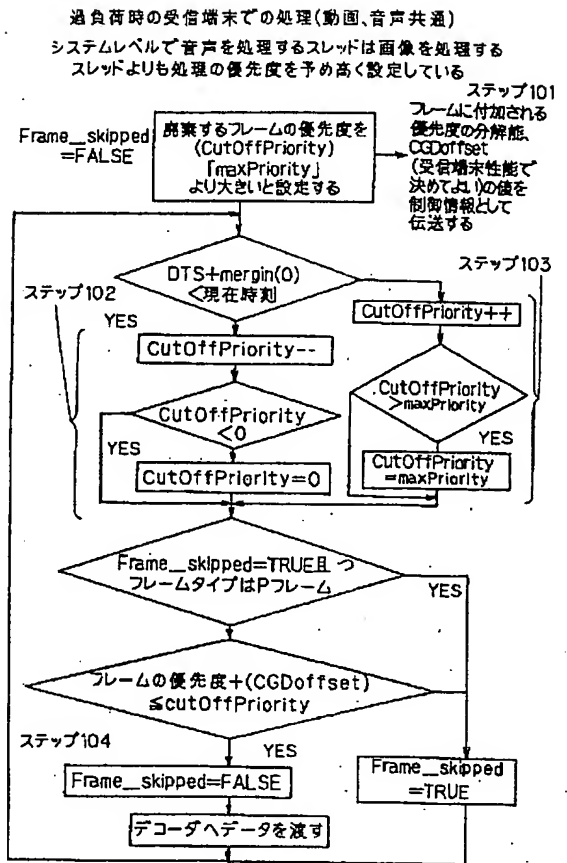 過負荷時の受信端末での処理(動画、音声共通)
システムレベルで音声を処理するスレッドは画像を処理する
スレッドよりも処理の優先度を予め高く設定している
ステップ101
Frame__skipped
=FALSE
廃棄するフレームの優先度を
(CutOffPriority)
「maxPriority」
より大きいと設定する
フレームに付加される
優先度の分解能、
CGDoffset
(受信端末性能で
決めてよい)の値を
制御情報として
伝送する
DTS+mergin(0)
<現在時刻
ステップ102
ステップ103
YES
CutOffPriority--
CutOffPriority++
CutOffPriority
<0
CutOffPriority
>maxPriority
YES
YES
CutOffPriority=0
CutOffPriority
=maxPriority
Frame__skipped=TRUE且つ
フレームタイプはPフレーム
YES
フレームの優先度+(CGDoffset)
≦cutOffPriority
ステップ104
YES
Frame__skipped=FALSE
Frame__skipped
=TRUE
デコーダへデータを渡す